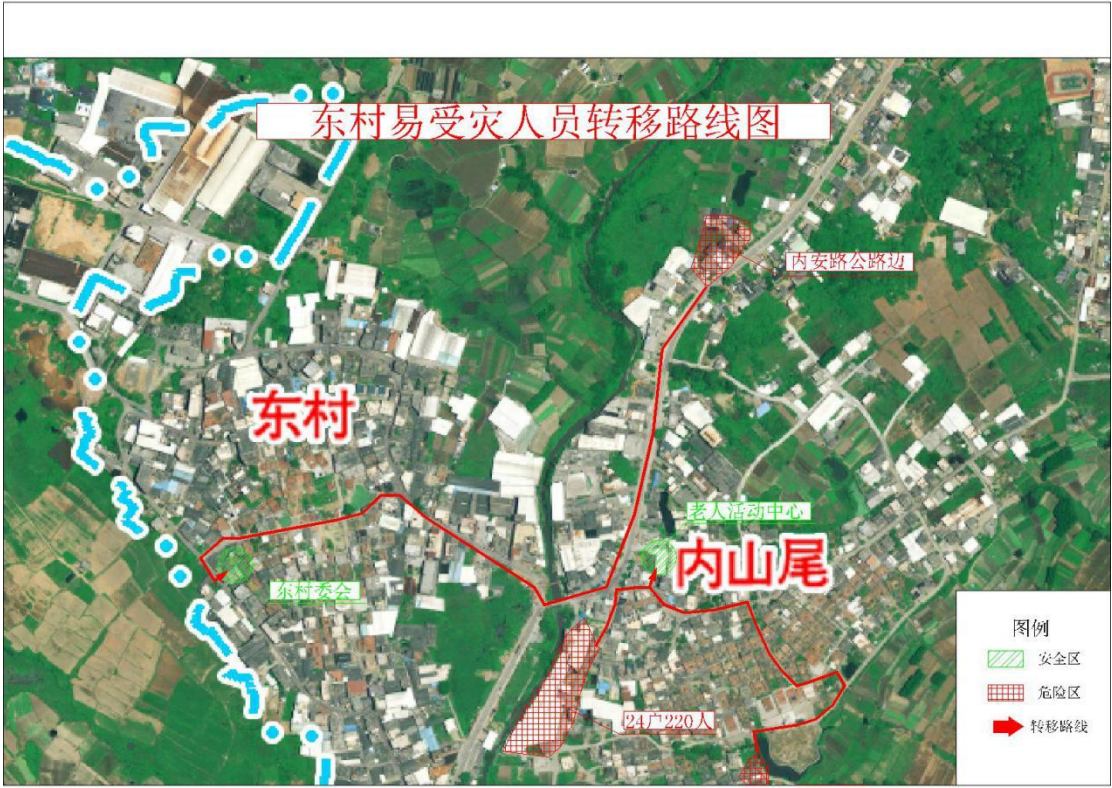 东村易受灾人员转移路线图
内安路公路边
东村
老人活动中心
内山尾
东村委会
24户220人
图例
安全区
危险区
转移路线